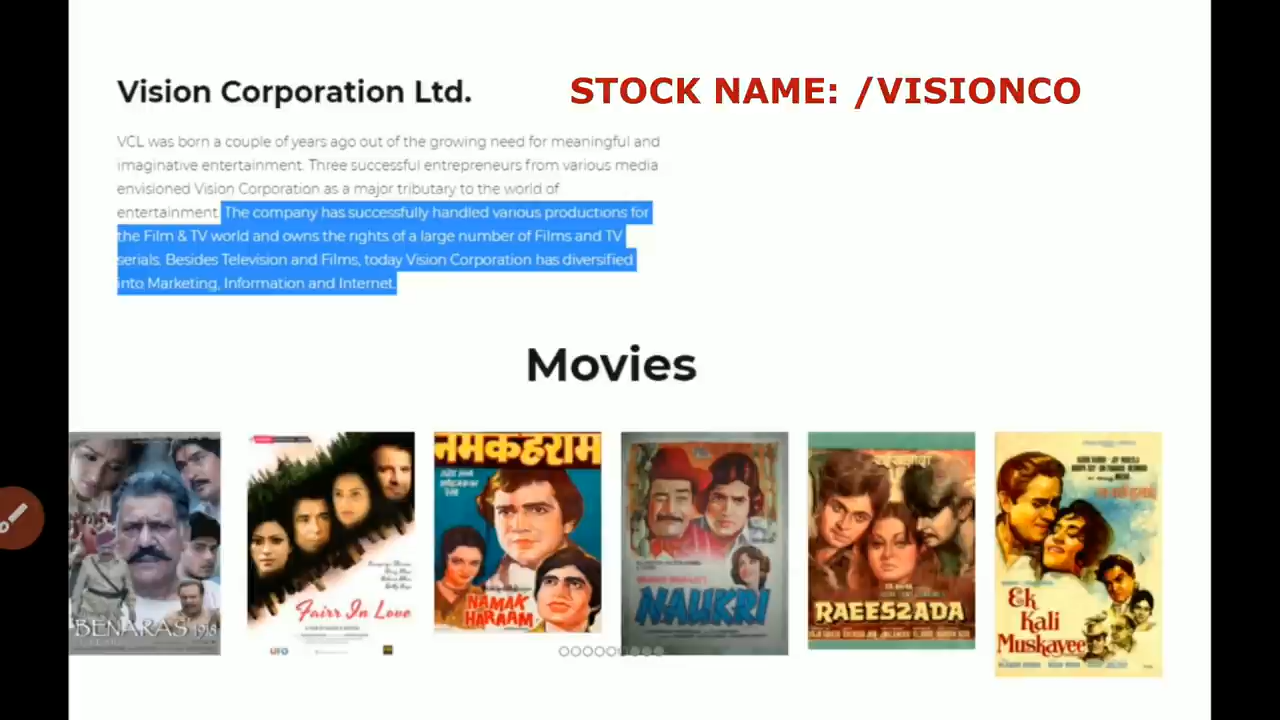 Vision Corporation Ltd.
STOCK NAME: /VISIONCO
VCL was born a couple of years ago out of the growing need for meaningful and
imaginative entertainment. Three successful entrepreneurs from various media
envisioned Vision Corporation as a major tributary to the world of
entertainment. The company has successfully handled various productions for
the Film & TV world and owns the rights of a large number of Films and TV
serials. Besides Television and Films, today Vision Corporation has diversified
into Marketing, Information and Internet.
Movies
BENARAS 1918
Fairr In Love
UFO
नमकहराम
NAMAK
HARAAM
NAUKRI
RAEESZADA
Ek
Kali
Muskayee